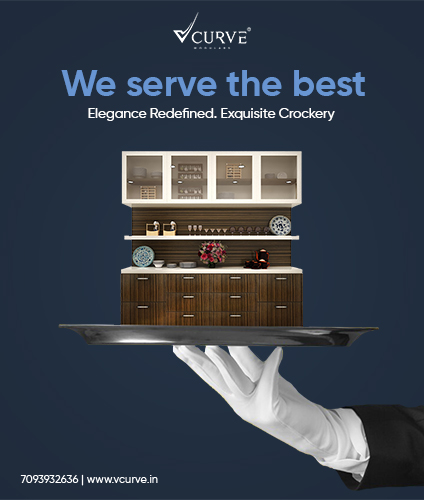 VCURVE®
MODULARS
We serve the best
Elegance Redefined. Exquisite Crockery
7093932636 | www.vcurve.in